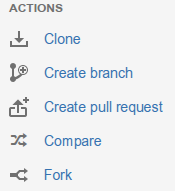 ACTIONS
Clone
Create branch
Create pull request
Compare
Fork